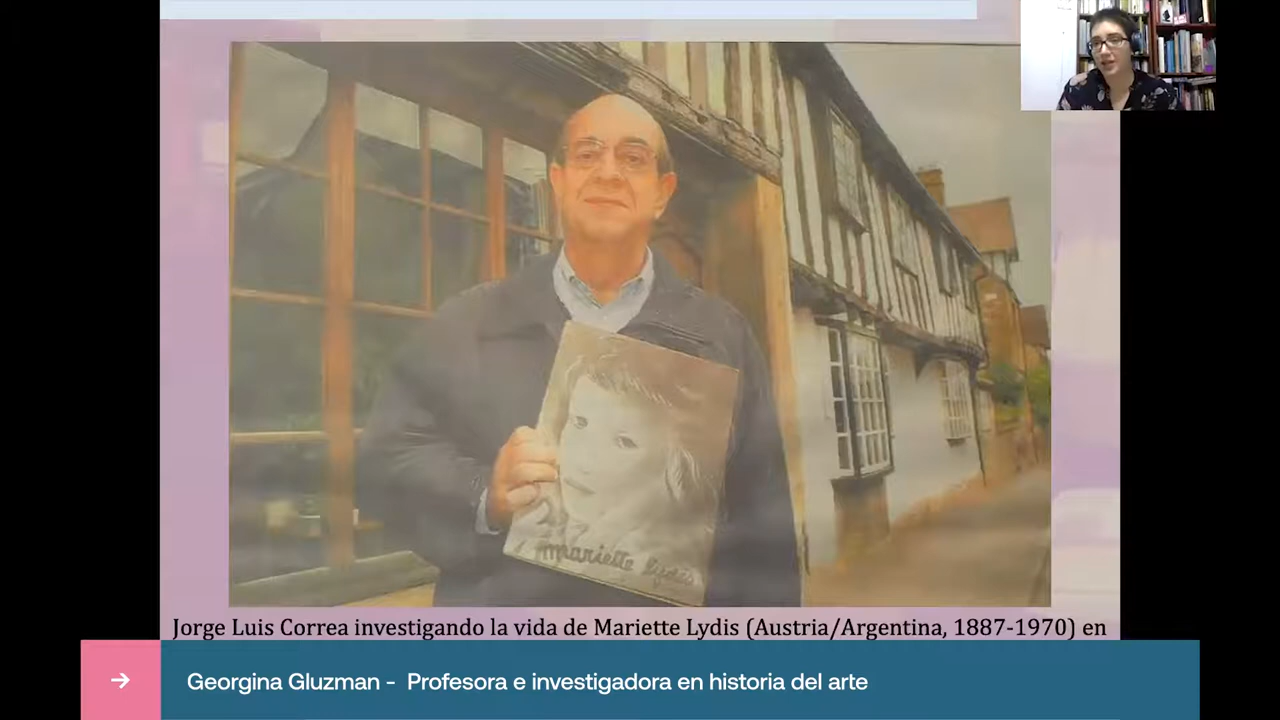 mariette lydis
Jorge Luis Correa investigando la vida de Mariette Lydis (Austria/Argentina, 1887-1970) en
Georgina Gluzman - Profesora e investigadora en historia del arte